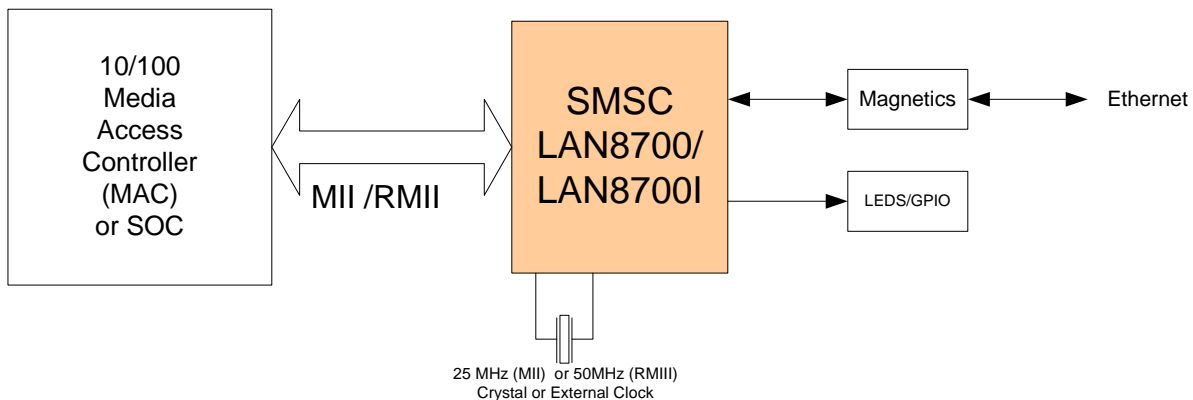 10/100
Media
Access
Controller
(MAC)
or SOC
MII /RMII
SMSC
LAN8700/
LAN8700I
Magnetics
Ethernet
LEDS/GPIO
25 MHz (MII) or 50MHz (RMIII)
Crystal or External Clock